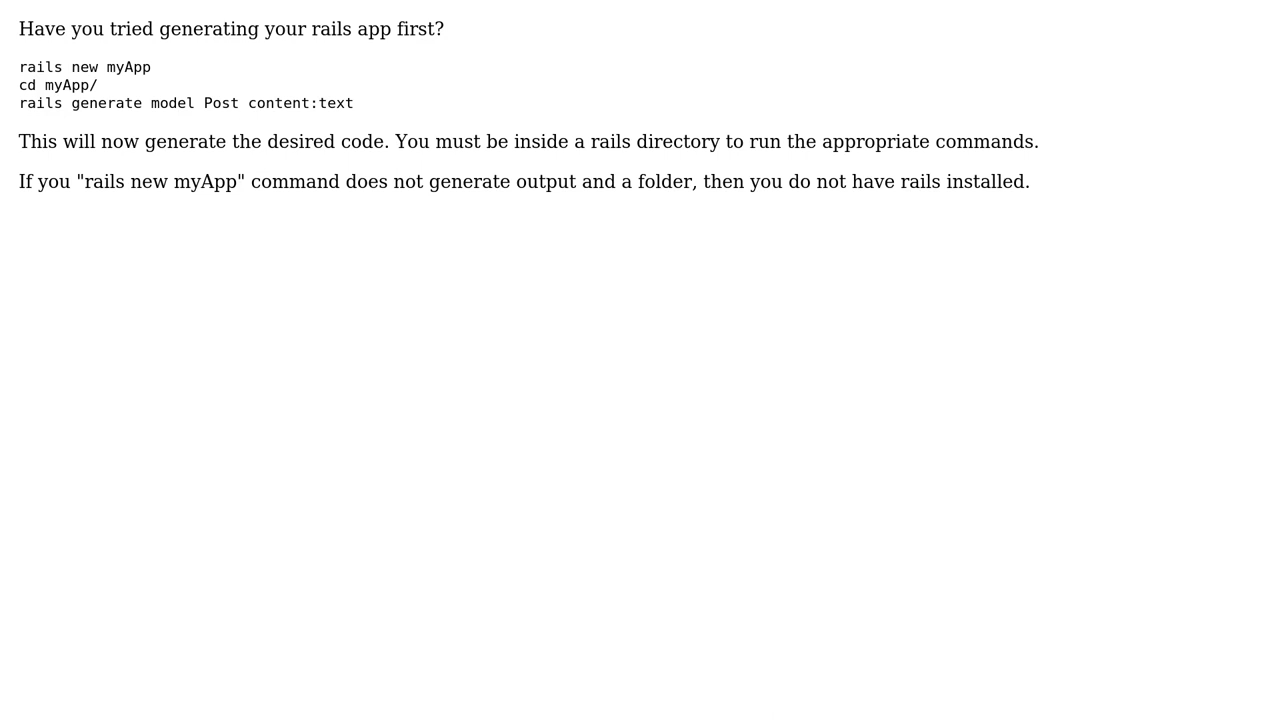 Have you tried generating your rails app first?
rails new myApp
cd myApp/
rails generate model Post content:text
This will now generate the desired code. You must be inside a rails directory to run the appropriate commands.
If you "rails new myApp" command does not generate output and a folder, then you do not have rails installed.